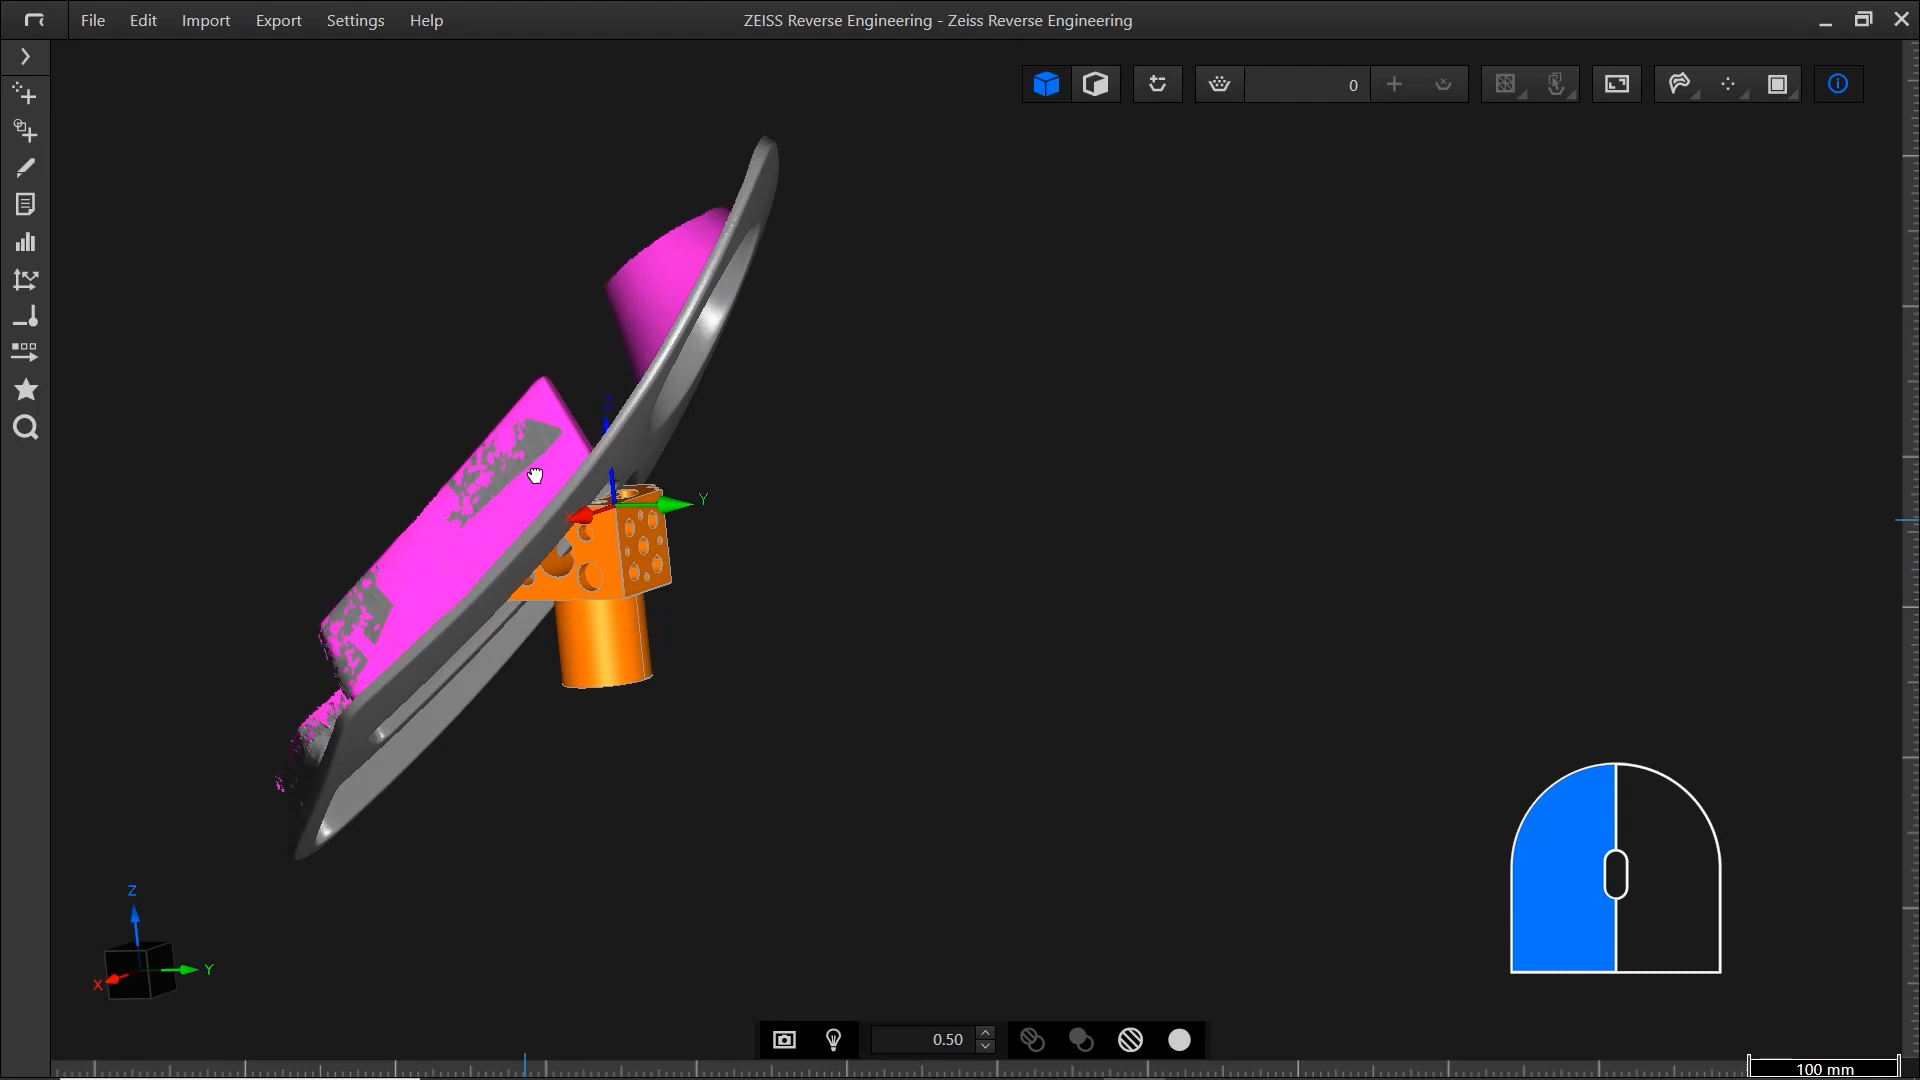 File Edit Import Export Settings Help ZEISS Reverse Engineering - Zeiss Reverse Engineering
0
Z
Y
Z
X
Y
0.50
100 mm